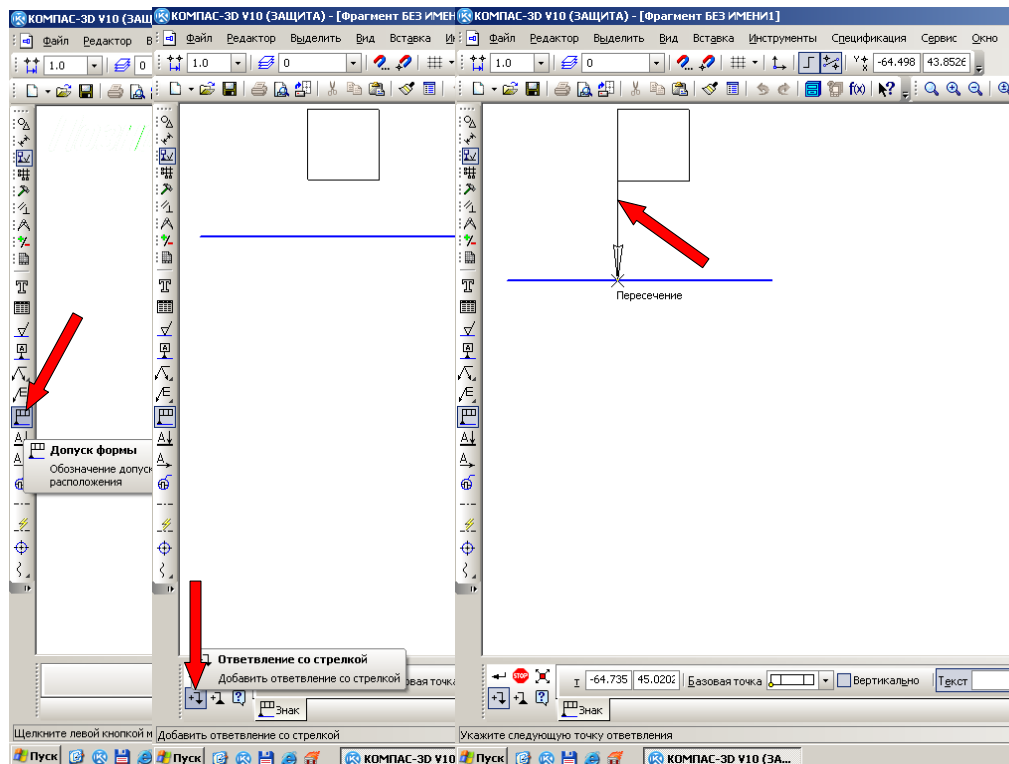 КОМПАС-3D V10 (ЗАЩ
Файл Редактор В
1.0 0
Допуск формы
Обозначение допуск
расположения
Щелкните левой кнопкой м
Пуск
КОМПАС-3D V10 (ЗАЩИТА) - [Фрагмент БЕЗ ИМЕН
Файл Редактор Выделить Вид Вставка И
1.0 0
Ответвление со стрелкой
Добавить ответвление со стрелкой
овая точка
Знак
Добавить ответвление со стрелкой
Пуск КОМПАС-3D V10
КОМПАС-3D V10 (ЗАЩИТА) - [Фрагмент БЕЗ ИМЕНИ1]
Файл Редактор Выделить Вид Вставка Инструменты Спецификация Сервис Окно
1.0 0 -64.498 43.8526
f(x)
Пересечение
STOP т -64.735 45.0202 Базовая точка Вертикально Текст
Знак
Укажите следующую точку ответвления
Пуск КОМПАС-3D V10 (ЗА...